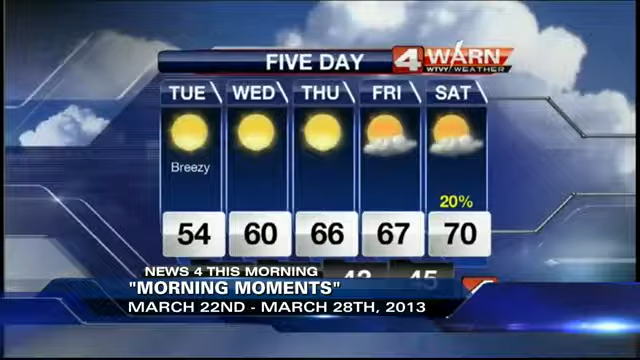 FIVE DAY
4 WARN
WTVY WEATHER
TUE WED THU FRI SAT
Breezy
20%
54 60 66 67 70
NEWS 4 THIS MORNING
"MORNING MOMENTS"
MARCH 22ND - MARCH 28TH, 2013